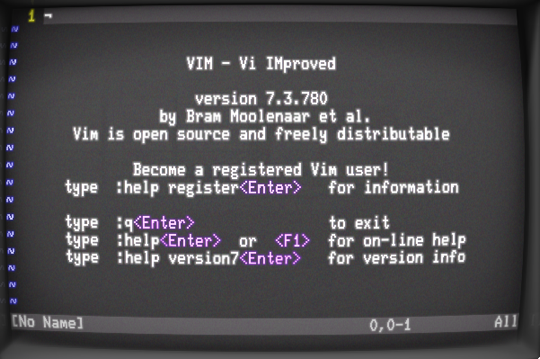 1 ¬
~
~
VIM - Vi IMproved
~
version 7.3.780
by Bram Moolenaar et al.
Vim is open source and freely distributable
~
Become a registered Vim user!
type :help register<Enter> for information
~
type :q<Enter> to exit
type :help<Enter> or <F1> for on-line help
type :help version7<Enter> for version info
~
~
[No Name] 0,0-1 All